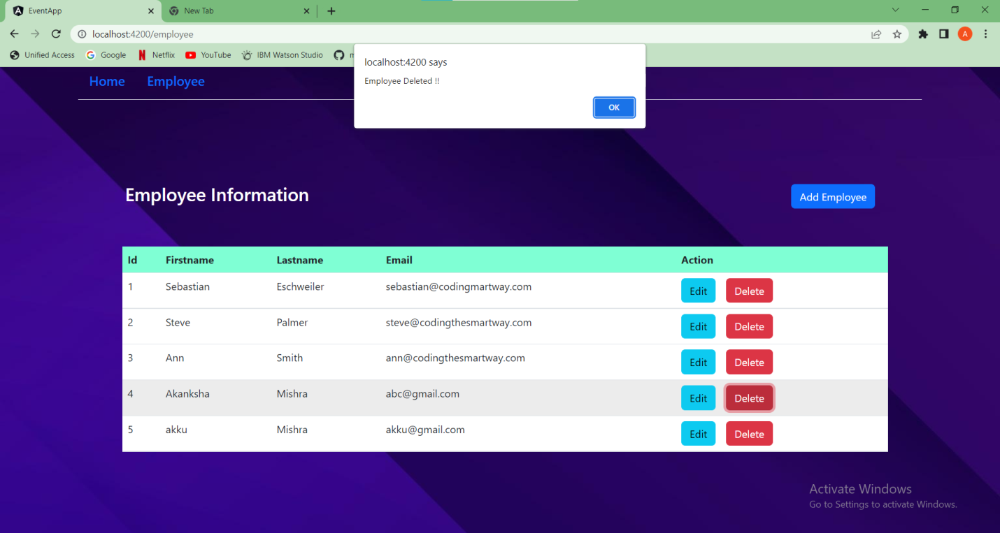 EventApp
New Tab
localhost:4200/employee
A
Unified Access Google Netflix YouTube IBM Watson Studio
localhost:4200 says
Employee Deleted !!
OK
Home Employee
Employee Information
Add Employee
Id Firstname Lastname Email Action
1 Sebastian Eschweiler sebastian@codingmartway.com Edit Delete
2 Steve Palmer steve@codingthesmartway.com Edit Delete
3 Ann Smith ann@codingthesmartway.com Edit Delete
4 Akanksha Mishra abc@gmail.com Edit Delete
5 akku Mishra akku@gmail.com Edit Delete
Activate Windows
Go to Settings to activate Windows.